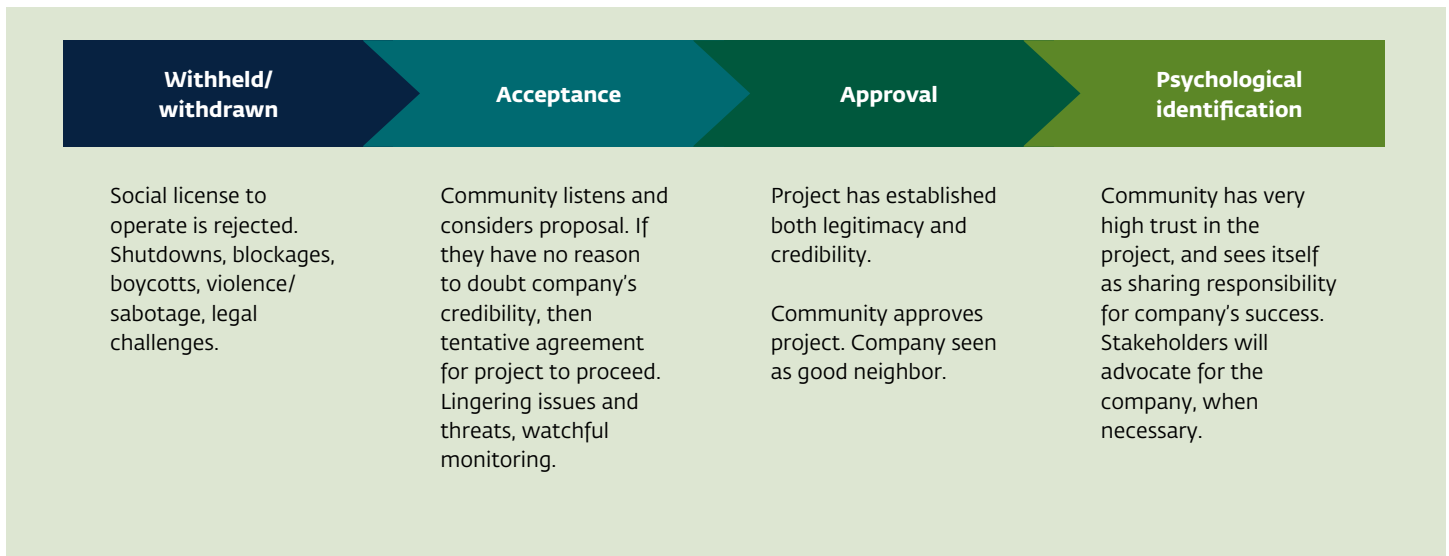 Withheld/
withdrawn
Acceptance
Approval
Psychological
identification
Social license to
operate is rejected.
Shutdowns, blockages,
boycotts, violence/
sabotage, legal
challenges.
Community listens and
considers proposal. If
they have no reason
to doubt company’s
credibility, then
tentative agreement
for project to proceed.
Lingering issues and
threats, watchful
monitoring.
Project has established
both legitimacy and
credibility.
Community approves
project. Company seen
as good neighbor.
Community has very
high trust in the
project, and sees itself
as sharing responsibility
for company’s success.
Stakeholders will
advocate for the
company, when
necessary.